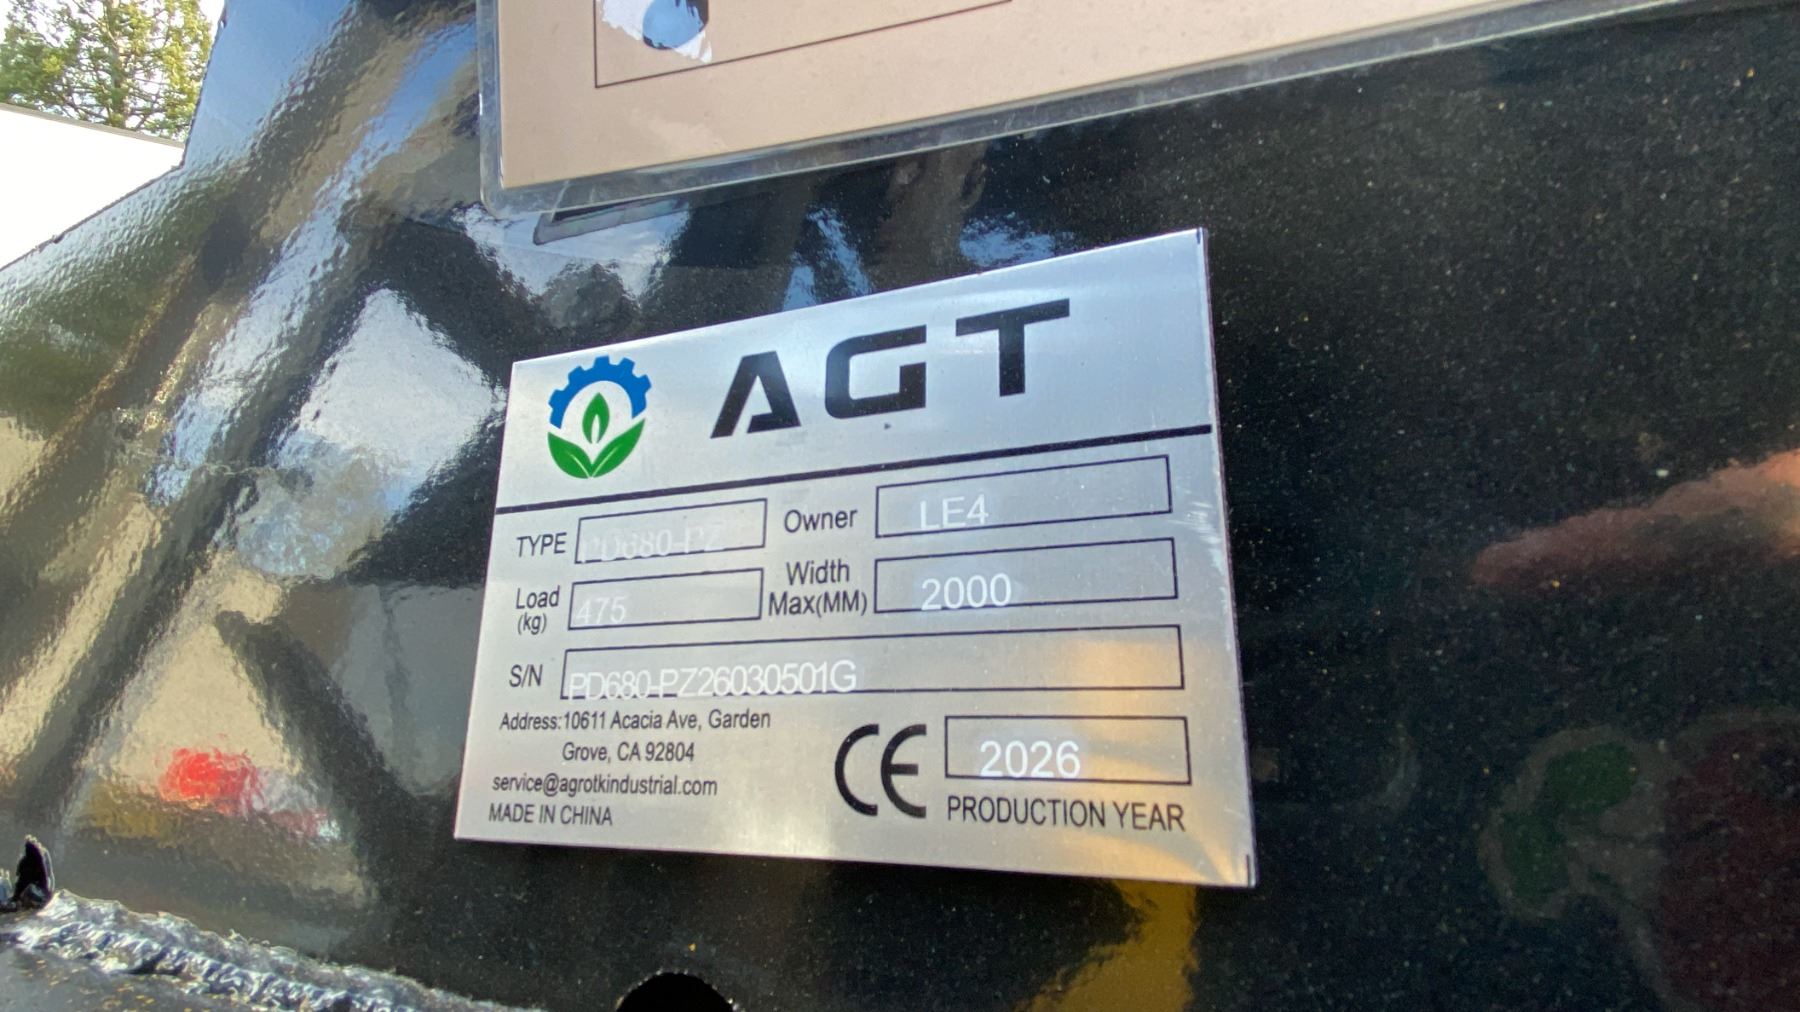 AGT
TYPE PD680-PZ Owner LE4
Load (kg) 475 Width Max(MM) 2000
S/N PD680-PZ26030501G
Address:10611 Acacia Ave, Garden
Grove, CA 92804
service@agrotkindustrial.com
MADE IN CHINA
CE 2026
PRODUCTION YEAR